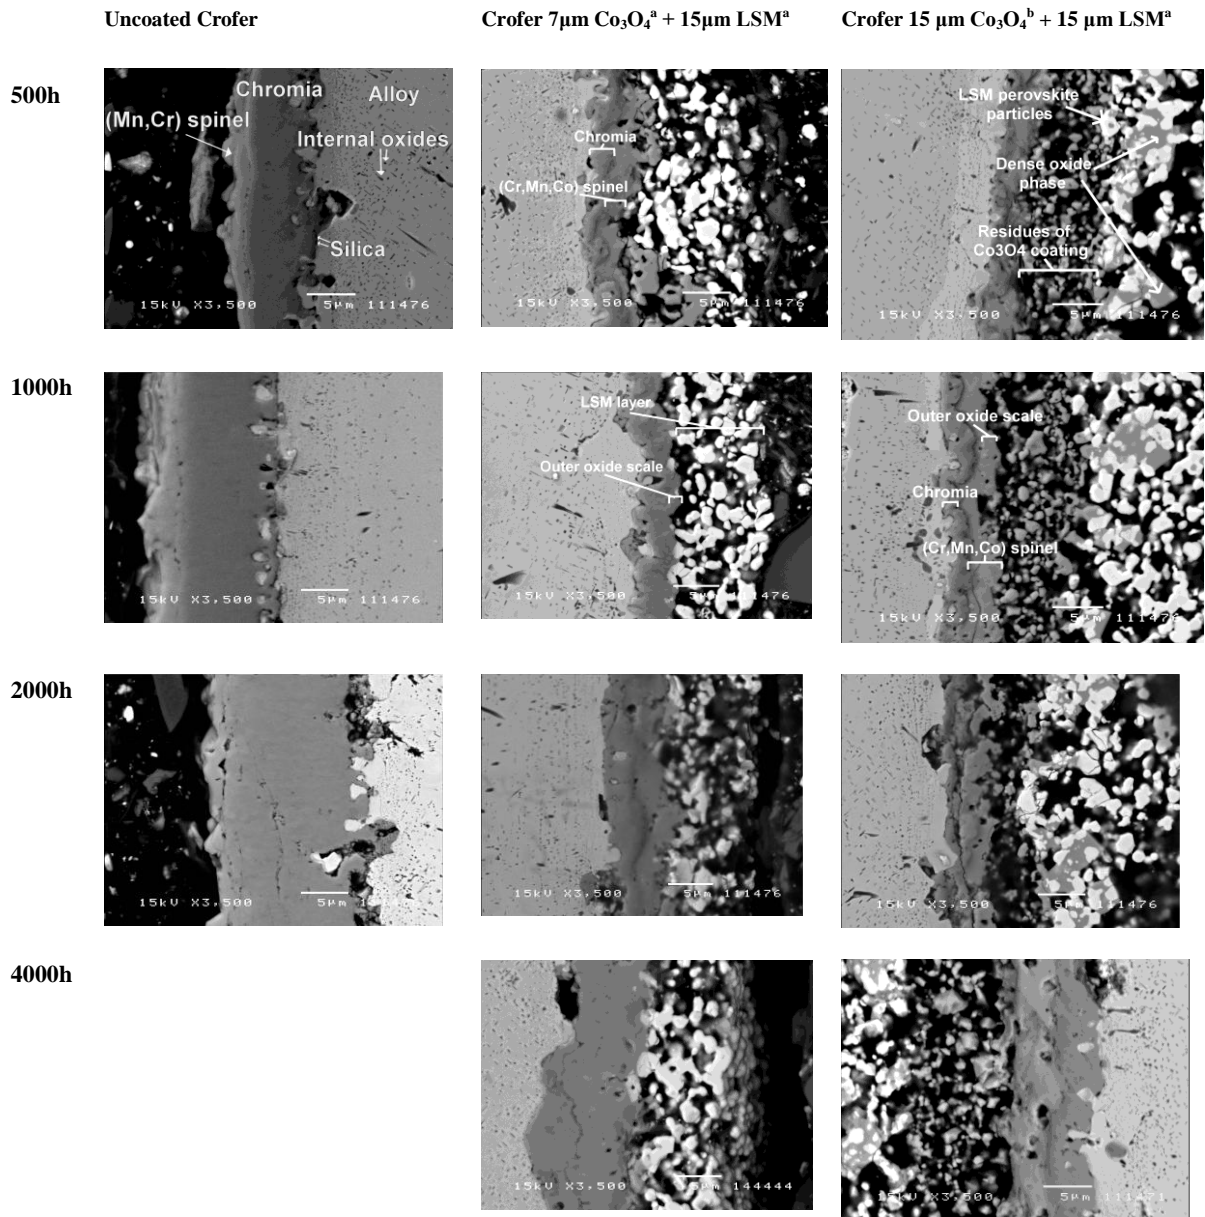 Uncoated Crofer
Crofer 7µm Co₃O₄ᵃ + 15µm LSMᵃ
Crofer 15 µm Co₃O₄ᵇ + 15 µm LSMᵃ
500h
Chromia
Alloy
(Mn,Cr) spinel
Internal oxides
Silica
15kV X3,500 5µm 111476
Chromia
(Cr,Mn,Co) spinel
15kV X3,500 5µm 111476
LSM perovskite
particles
Dense oxide
phase
Residues of
Co3O4 coating
15kV X3,500 5µm 111476
1000h
15kV X3,500 5µm 111476
LSM layer
Outer oxide scale
15kV X3,500 5µm 111476
Outer oxide scale
Chromia
(Cr,Mn,Co) spinel
15kV X3,500 5µm 111476
2000h
15kV X3,500 5µm
15kV X3,500 5µm 111476
15kV X3,500 5µm 111476
4000h
15kV X3,500 5µm 144444
15kV X3,500 5µm 111471